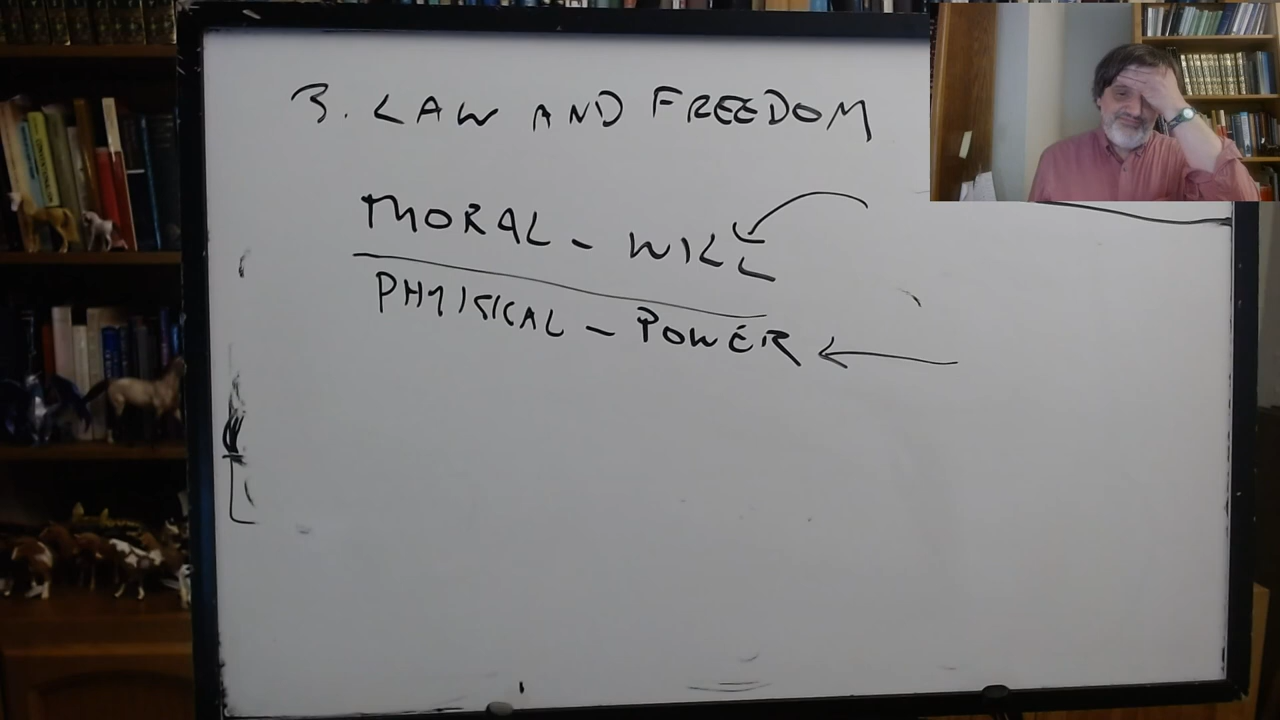 3. LAW AND FREEDOM
MORAL - WILL
PHYSICAL - POWER